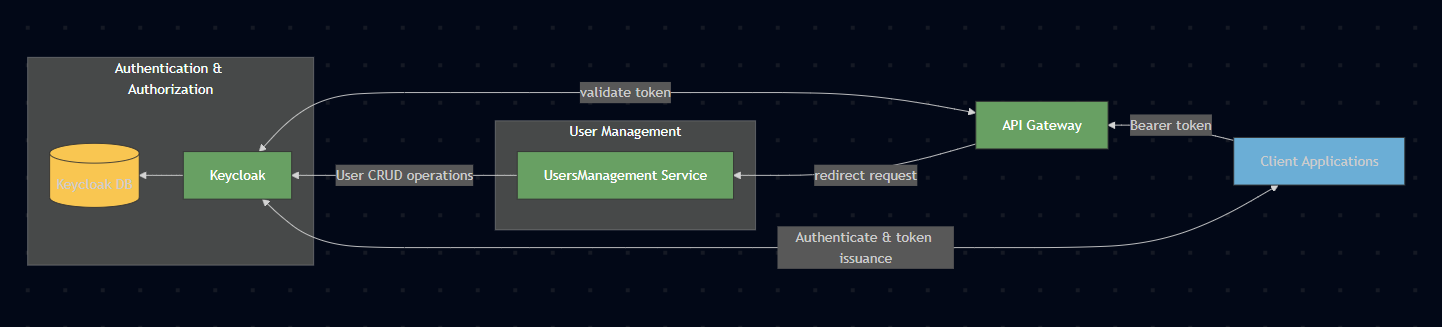 Authentication &
Authorization
validate token
API Gateway
Bearer token
User Management
Client Applications
Keycloak Db
Keycloak
User CRUD operations
UsersManagement Service
redirect request
Authenticate & token
issuance